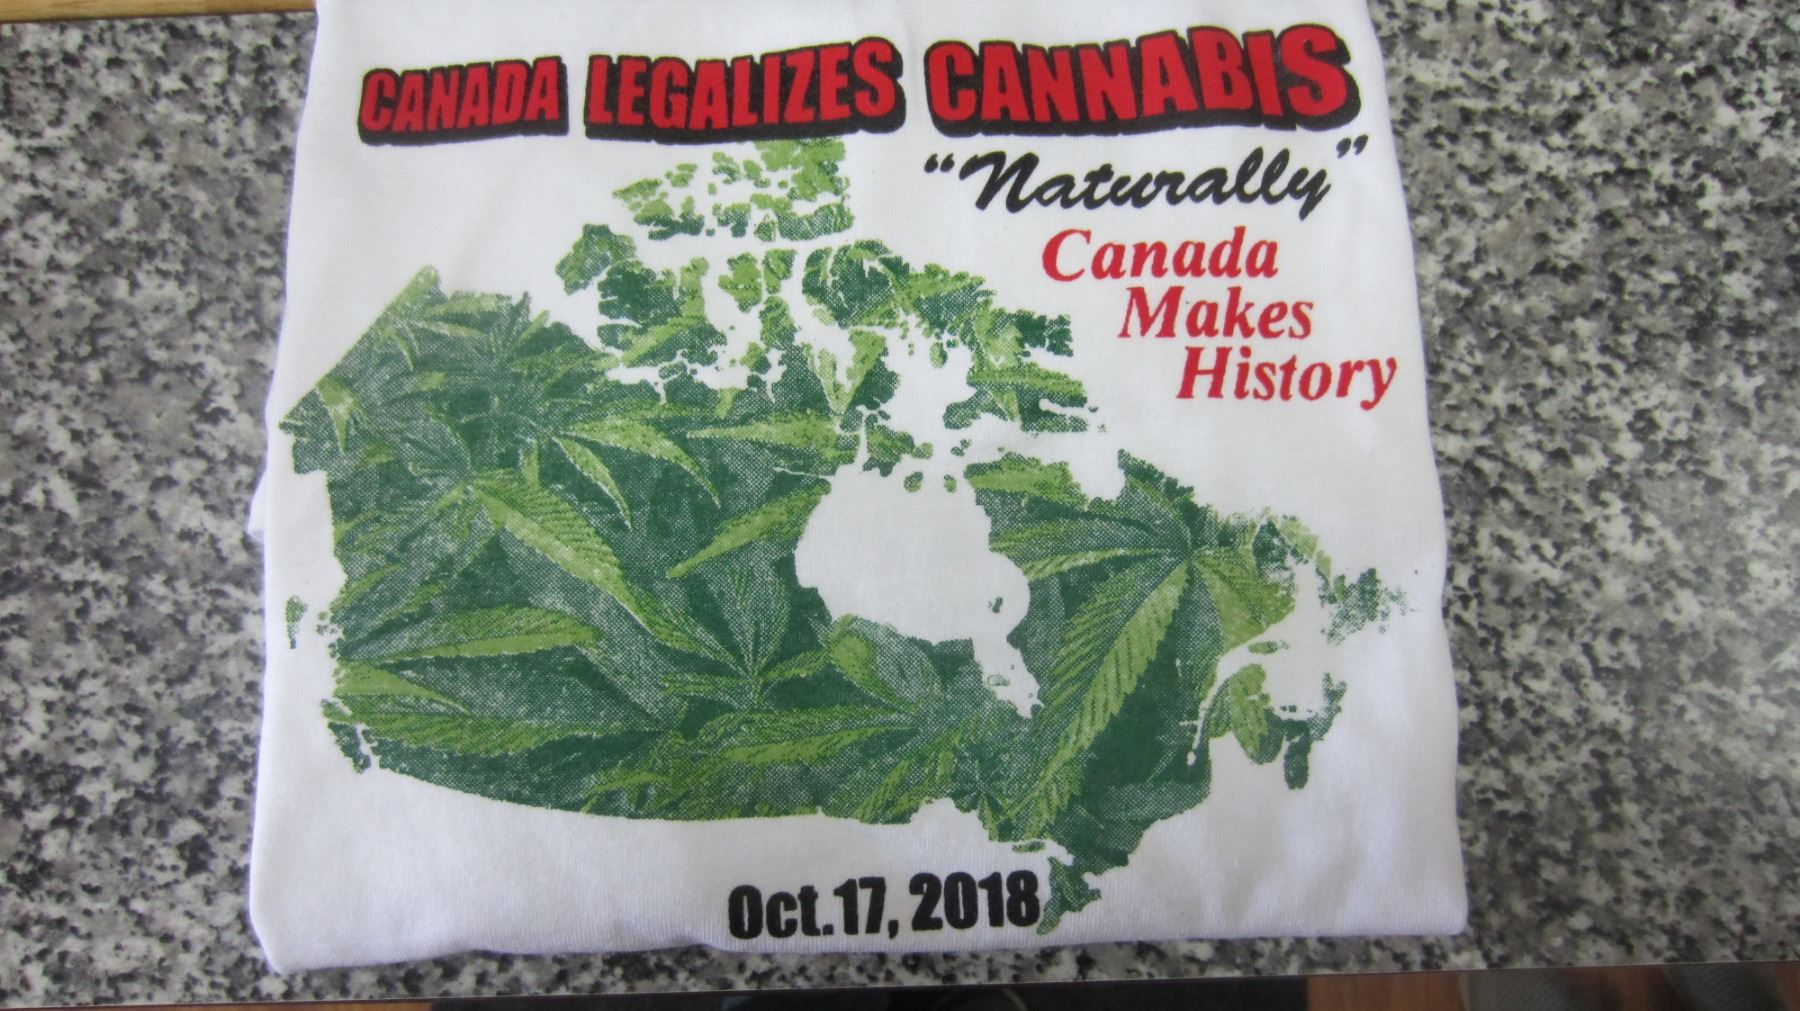 CANADA LEGALIZES CANNABIS
“Naturally”
Canada
Makes
History
Oct.17, 2018